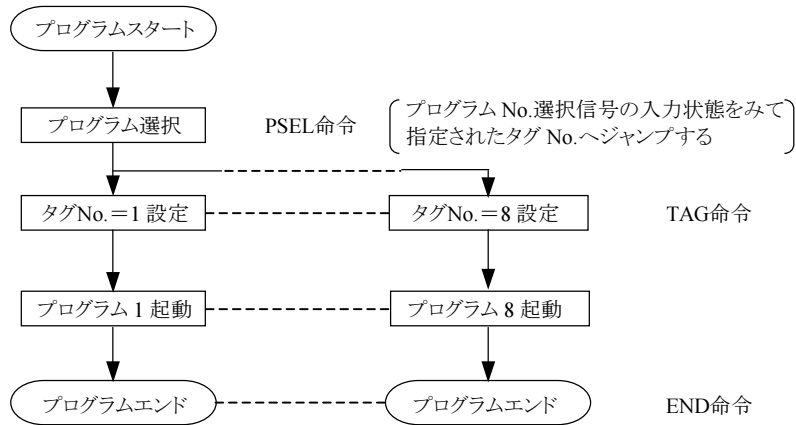 プログラムスタート
プログラム選択
PSEL命令
プログラム No.選択信号の入力状態をみて
指定されたタグ No.へジャンプする
タグNo.＝1 設定
タグNo.＝8 設定
TAG命令
プログラム 1 起動
プログラム 8 起動
プログラムエンド
プログラムエンド
END命令